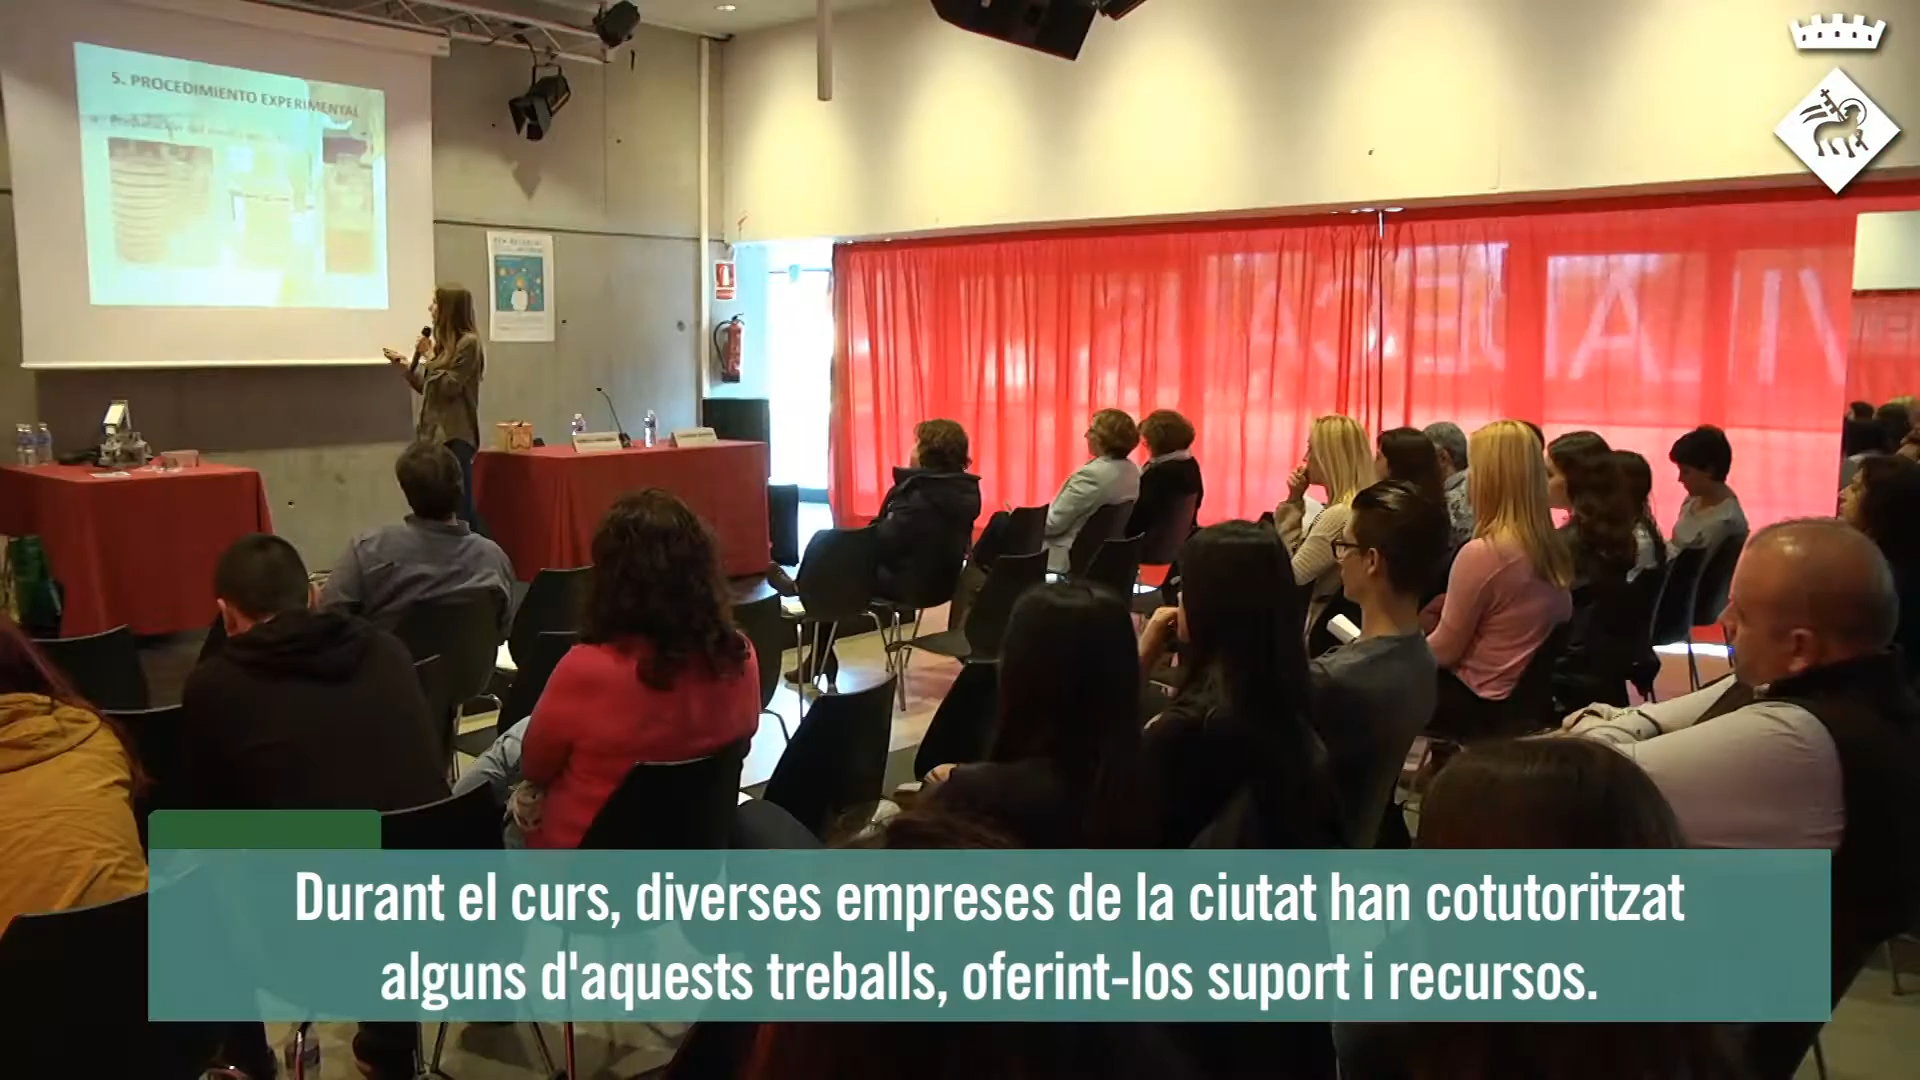 5. PROCEDIMIENTO EXPERIMENTAL
Durant el curs, diverses empreses de la ciutat han cotutoritzat
alguns d'aquests treballs, oferint-los suport i recursos.